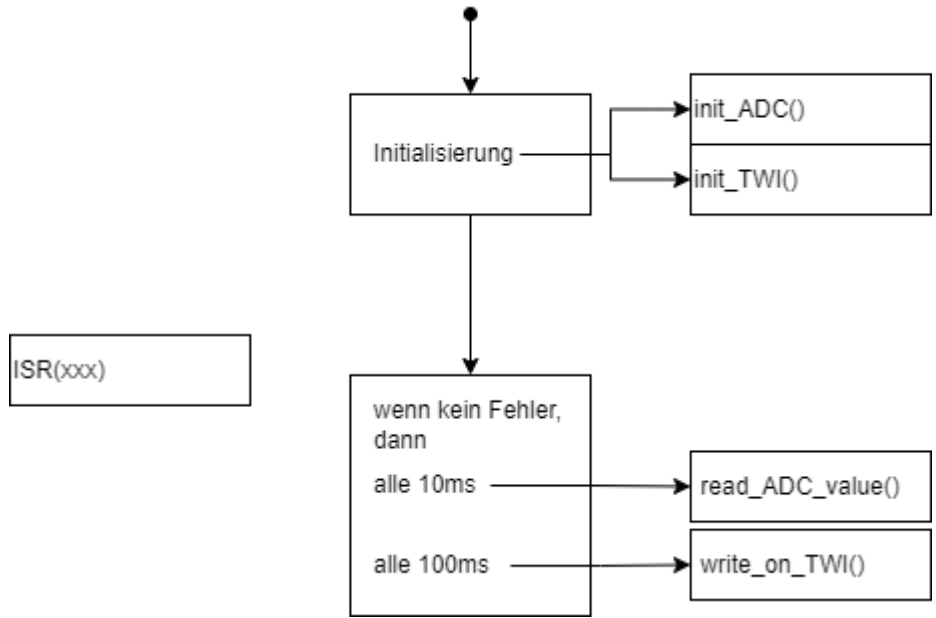 Initialisierung
init_ADC()
init_TWI()
ISR(xxx)
wenn kein Fehler,
dann
alle 10ms
read_ADC_value()
alle 100ms
write_on_TWI()